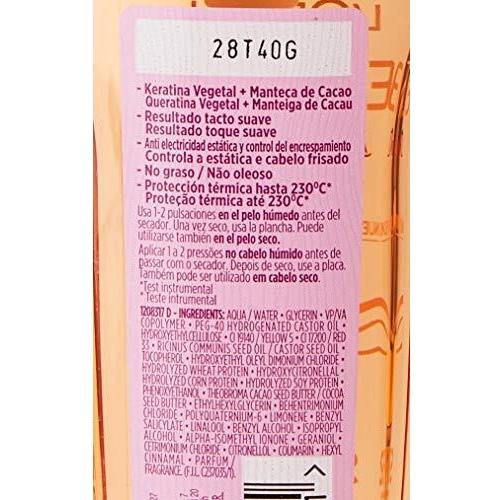 28T40G
- Keratina Vegetal + Manteca de Cacao
Queratina Vegetal + Manteiga de Cacau
- Resultado tacto suave
Resultado toque suave
- Anti electricidad estática y control del encrespamiento
Controla a estática e cabelo frisado
- No graso / Não oleoso
- Protección térmica hasta 230ºC*
Proteção térmica até 230ºC*
Usa 1-2 pulsaciones en el pelo húmedo antes del
secador. Una vez seco, usa la plancha. Puede
utilizarse también en el pelo seco.
Aplicar 1 a 2 pressões no cabelo húmido antes de
passar com o secador. Depois de seco, use a placa.
Também pode ser utilizado em cabelo seco.
*Test instrumental
* Teste intrumental
1208317 D - INGREDIENTS: AQUA / WATER • GLYCERIN • VP/VA
COPOLYMER • PEG-40 HYDROGENATED CASTOR OIL •
HYDROXYETHYLCELLULOSE • CI 19140 / YELLOW 5 • CI 17200 / RED
33 • RICINUS COMMUNIS SEED OIL / CASTOR SEED OIL •
TOCOPHEROL • HYDROXYETHYL OLEYL DIMONIUM CHLORIDE •
HYDROLYZED WHEAT PROTEIN • HYDROXYCITRONELLAL •
HYDROLYZED CORN PROTEIN • HYDROLYZED SOY PROTEIN •
PHENOXYETHANOL • THEOBROMA CACAO SEED BUTTER / COCOA
SEED BUTTER • ETHYLHEXYLGLYCERIN • BEHENTRIMONIUM
CHLORIDE • POLYQUATERNIUM-6 • LIMONENE • BENZYL
SALICYLATE • LINALOOL • BENZYL ALCOHOL • ISOPROPYL
ALCOHOL • ALPHA-ISOMETHYL IONONE • GERANIOL •
CETRIMONIUM CHLORIDE • CITRONELLOL • COUMARIN • HEXYL
CINNAMAL • PARFUM /
FRAGRANCE. (F.I.L. C237035/1).